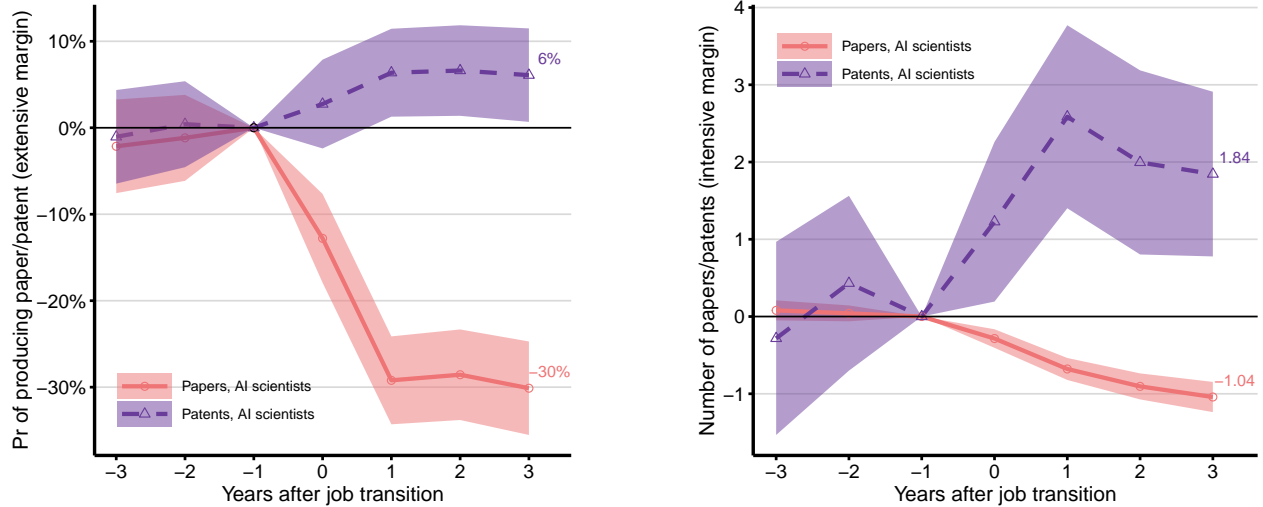 Pr of producing paper/patent (extensive margin)
10%
0%
−10%
−20%
−30%
6%
−30%
Papers, AI scientists
Patents, AI scientists
−3 −2 −1 0 1 2 3
Years after job transition
Number of papers/patents (intensive margin)
4
3
2
1
0
−1
Papers, AI scientists
Patents, AI scientists
1.84
−1.04
−3 −2 −1 0 1 2 3
Years after job transition